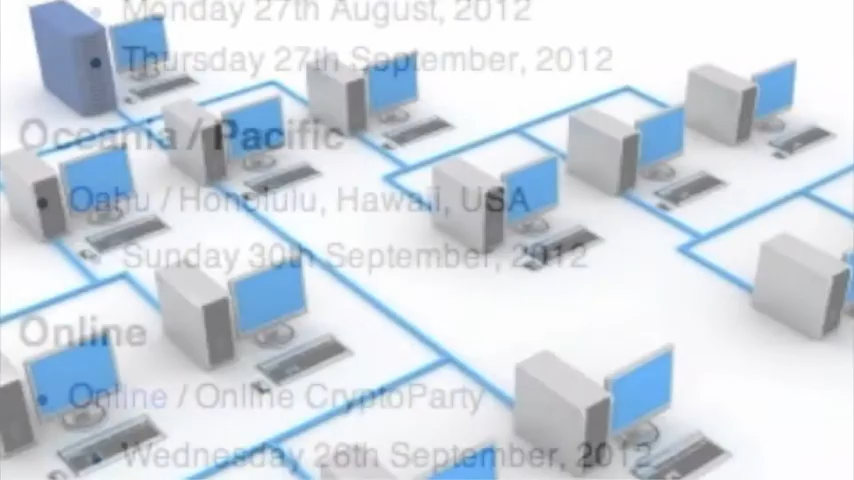 Monday 27th August, 2012
Thursday 27th September, 2012
Oceania / Pacific
Oahu / Honolulu, Hawaii, USA
Sunday 30th September, 2012
Online
Online / Online CryptoParty
Wednesday 26th September, 2012